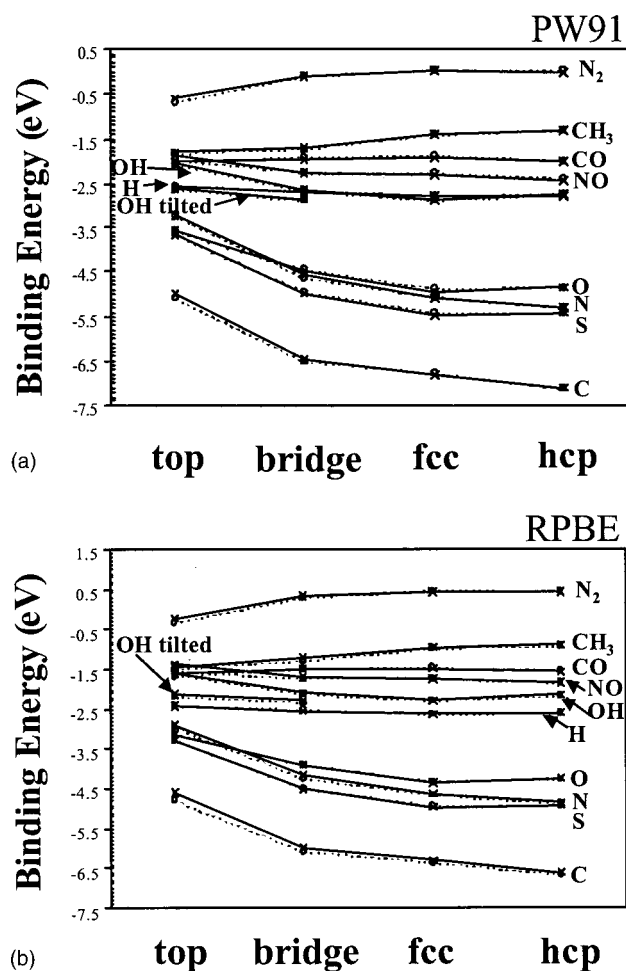 PW91
Binding Energy (eV)
0.5
-0.5
-1.5
-2.5
-3.5
-4.5
-5.5
-6.5
-7.5
N2
CH3
CO
NO
OH
H
OH tilted
O
N
S
C
(a)
top bridge fcc hcp
RPBE
Binding Energy (eV)
1.5
0.5
-0.5
-1.5
-2.5
-3.5
-4.5
-5.5
-6.5
-7.5
N2
CH3
OH tilted
CO
NO
OH
H
O
N
S
C
(b)
top bridge fcc hcp